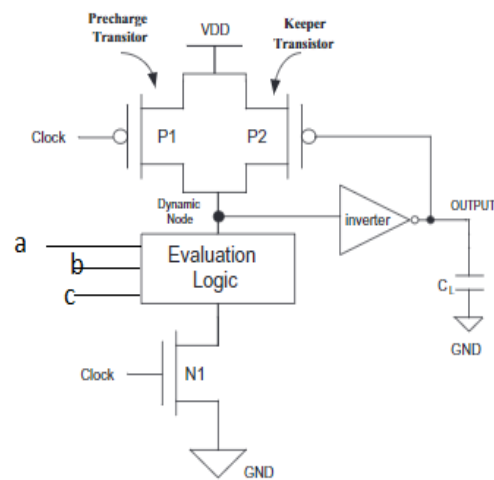 Precharge
Transitor
VDD
Keeper
Transistor
Clock
P1
P2
Dynamic
Node
inverter
OUTPUT
a
b
c
Evaluation
Logic
CL
GND
Clock
N1
GND